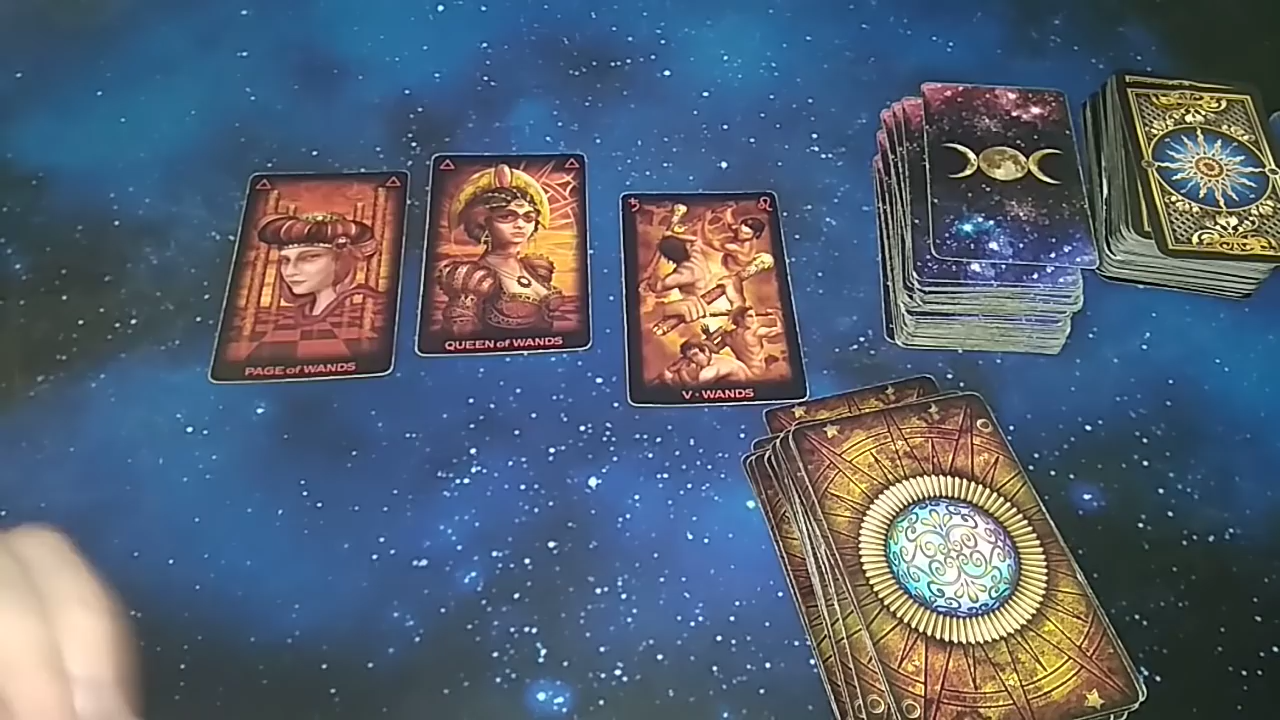 PAGE of WANDS
QUEEN of WANDS
♄ ♌
V • WANDS